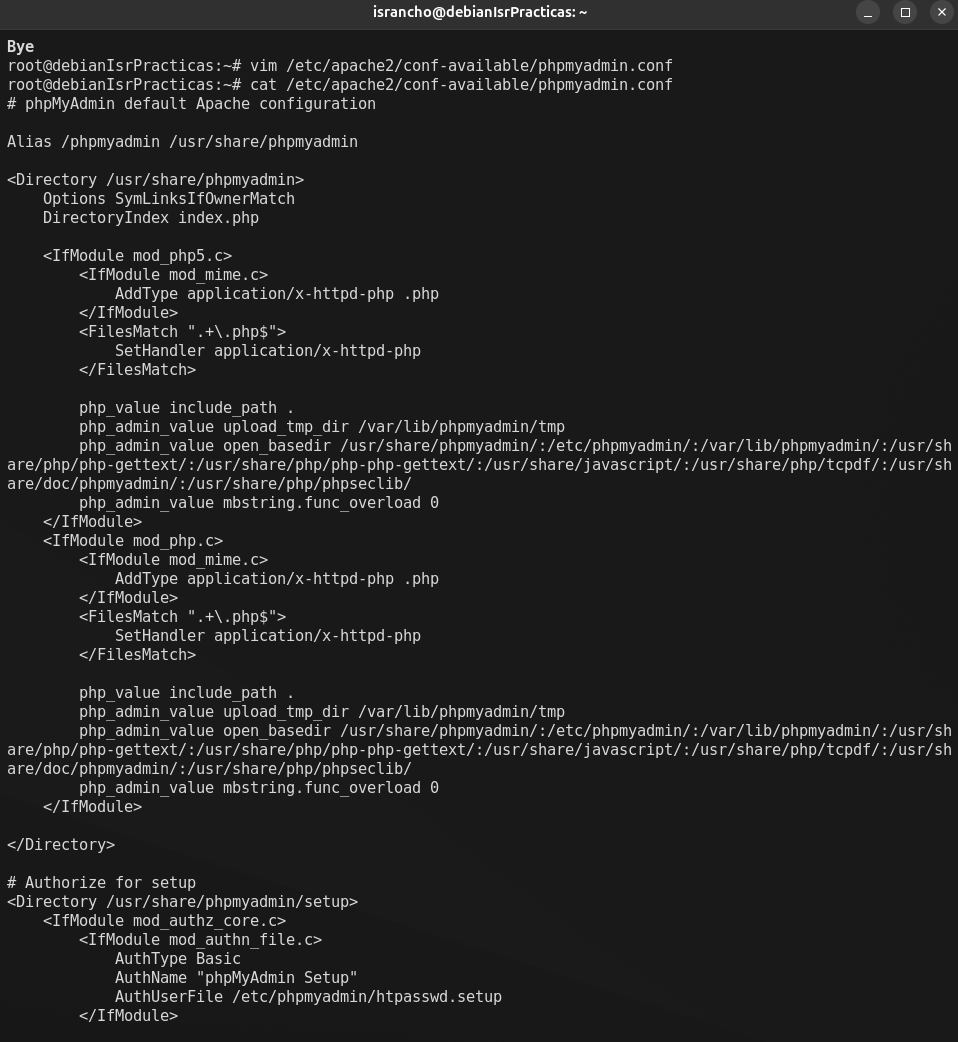 israncho@debianIsrPracticas: ~
Bye
root@debianIsrPracticas:~# vim /etc/apache2/conf-available/phpmyadmin.conf
root@debianIsrPracticas:~# cat /etc/apache2/conf-available/phpmyadmin.conf
# phpMyAdmin default Apache configuration

Alias /phpmyadmin /usr/share/phpmyadmin

<Directory /usr/share/phpmyadmin>
    Options SymLinksIfOwnerMatch
    DirectoryIndex index.php

    <IfModule mod_php5.c>
        <IfModule mod_mime.c>
            AddType application/x-httpd-php .php
        </IfModule>
        <FilesMatch ".+\.php$">
            SetHandler application/x-httpd-php
        </FilesMatch>

        php_value include_path .
        php_admin_value upload_tmp_dir /var/lib/phpmyadmin/tmp
        php_admin_value open_basedir /usr/share/phpmyadmin/:/etc/phpmyadmin/:/var/lib/phpmyadmin/:/usr/sh
are/php/php-gettext/:/usr/share/php/php-php-gettext/:/usr/share/javascript/:/usr/share/php/tcpdf/:/usr/sh
are/doc/phpmyadmin/:/usr/share/php/phpseclib/
        php_admin_value mbstring.func_overload 0
    </IfModule>
    <IfModule mod_php.c>
        <IfModule mod_mime.c>
            AddType application/x-httpd-php .php
        </IfModule>
        <FilesMatch ".+\.php$">
            SetHandler application/x-httpd-php
        </FilesMatch>

        php_value include_path .
        php_admin_value upload_tmp_dir /var/lib/phpmyadmin/tmp
        php_admin_value open_basedir /usr/share/phpmyadmin/:/etc/phpmyadmin/:/var/lib/phpmyadmin/:/usr/sh
are/php/php-gettext/:/usr/share/php/php-php-gettext/:/usr/share/javascript/:/usr/share/php/tcpdf/:/usr/sh
are/doc/phpmyadmin/:/usr/share/php/phpseclib/
        php_admin_value mbstring.func_overload 0
    </IfModule>

</Directory>

# Authorize for setup
<Directory /usr/share/phpmyadmin/setup>
    <IfModule mod_authz_core.c>
        <IfModule mod_authn_file.c>
            AuthType Basic
            AuthName "phpMyAdmin Setup"
            AuthUserFile /etc/phpmyadmin/htpasswd.setup
        </IfModule>